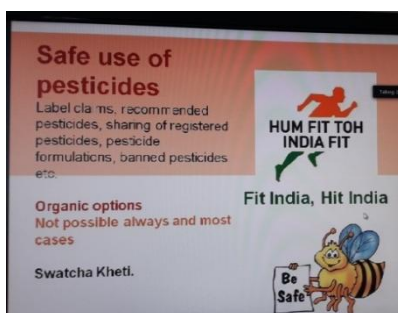 Safe use of
pesticides
Label claims, recommended
pesticides, sharing of registered
pesticides, pesticide
formulations, banned pesticides
etc.
Organic options
Not possible always and most
cases
Swatcha Kheti.
HUM FIT TOH
INDIA FIT
Fit India, Hit India
Be
Safe